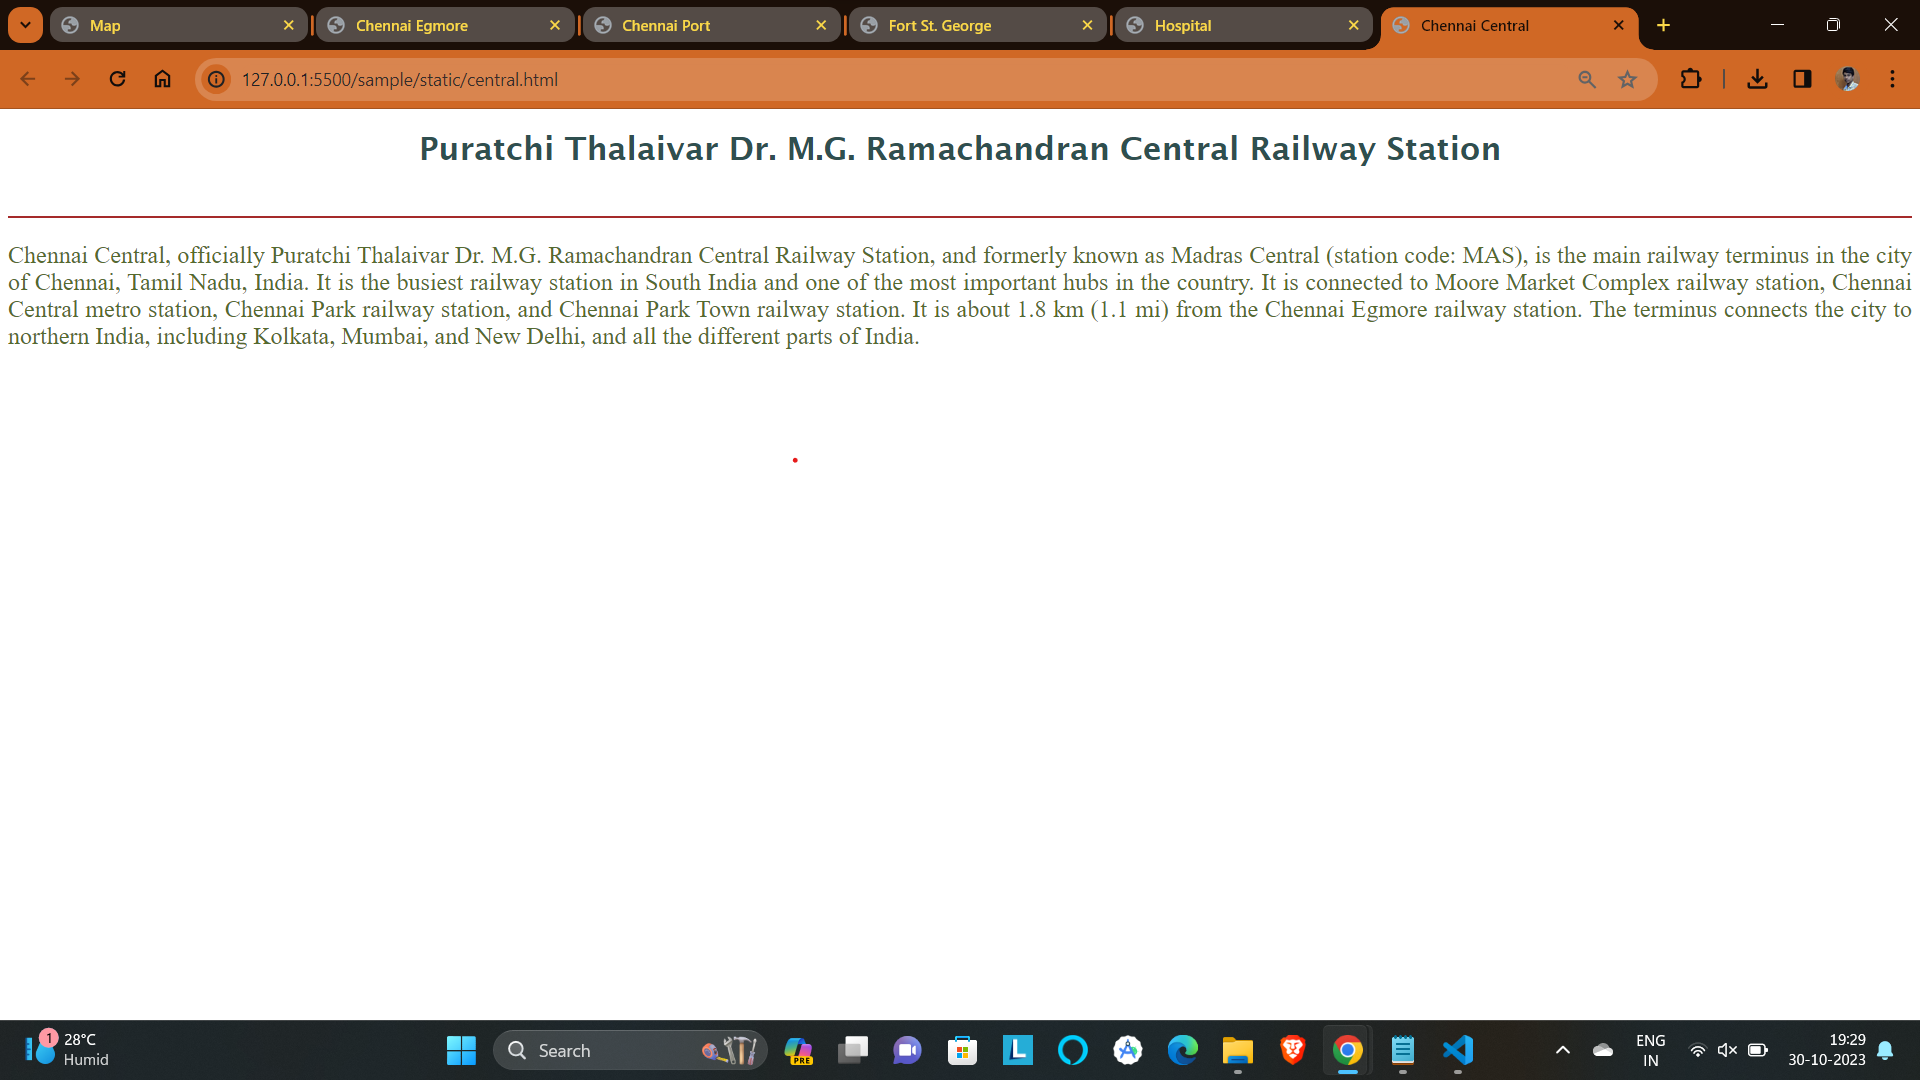 Map
Chennai Egmore
Chennai Port
Fort St. George
Hospital
Chennai Central
127.0.0.1:5500/sample/static/central.html
Puratchi Thalaivar Dr. M.G. Ramachandran Central Railway Station
Chennai Central, officially Puratchi Thalaivar Dr. M.G. Ramachandran Central Railway Station, and formerly known as Madras Central (station code: MAS), is the main railway terminus in the city
of Chennai, Tamil Nadu, India. It is the busiest railway station in South India and one of the most important hubs in the country. It is connected to Moore Market Complex railway station, Chennai
Central metro station, Chennai Park railway station, and Chennai Park Town railway station. It is about 1.8 km (1.1 mi) from the Chennai Egmore railway station. The terminus connects the city to
northern India, including Kolkata, Mumbai, and New Delhi, and all the different parts of India.
1
28°C
Humid
Search
PRE
L
ENG
IN
19:29
30-10-2023